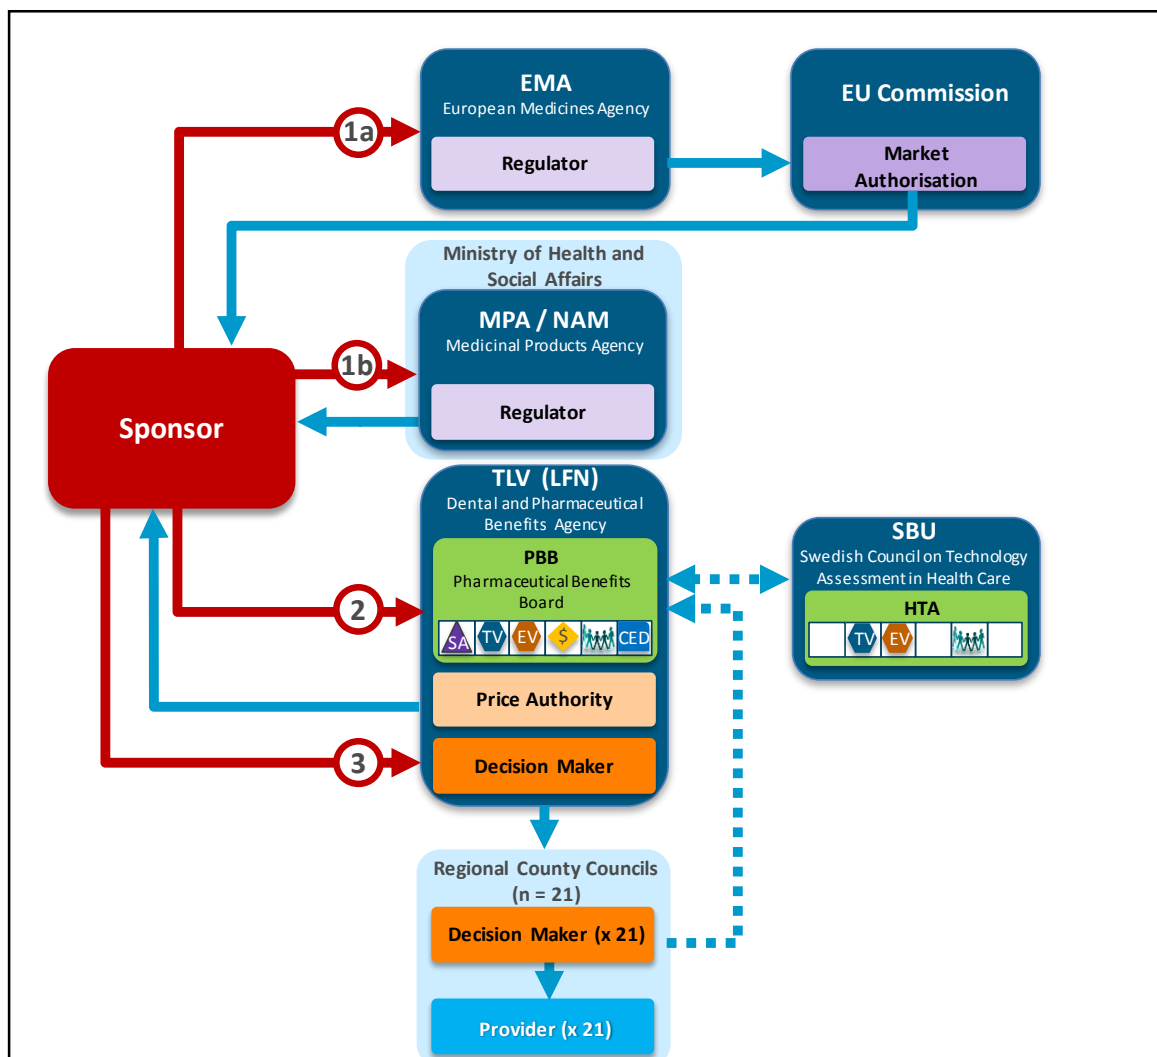 EMA
European Medicines Agency
Regulator
EU Commission
Market
Authorisation
1a
Ministry of Health and
Social Affairs
MPA / NAM
Medicinal Products Agency
Regulator
1b
Sponsor
TLV (LFN)
Dental and Pharmaceutical
Benefits Agency
PBB
Pharmaceutical Benefits
Board
SA TV EV $ CED
Price Authority
Decision Maker
2
3
SBU
Swedish Council on Technology
Assessment in Health Care
HTA
TV EV
Regional County Councils
(n = 21)
Decision Maker (x 21)
Provider (x 21)